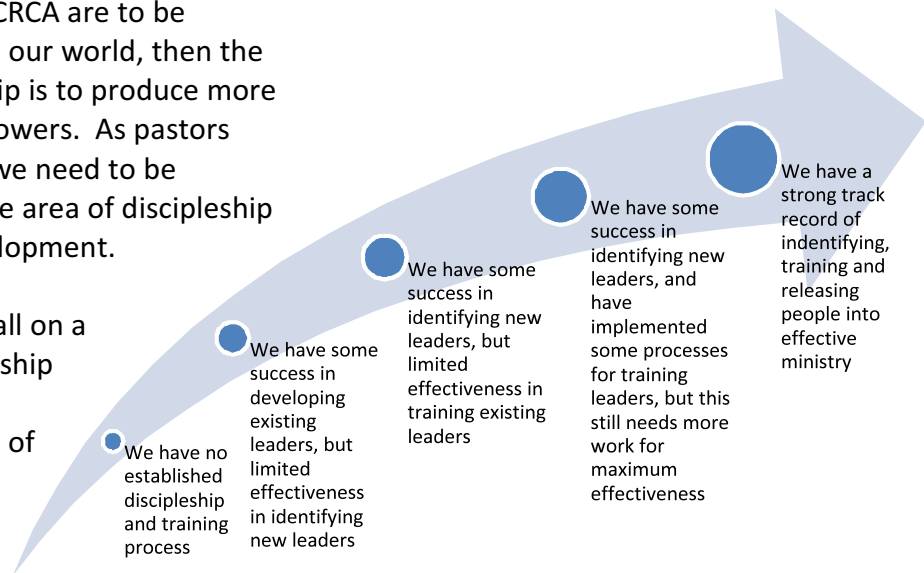 CRCA are to be
our world, then the
ip is to produce more
owers.  As pastors
we need to be
e area of discipleship
lopment.
all on a
ship
of
We have no
established
discipleship
and training
process
We have some
success in
developing
existing
leaders, but
limited
effectiveness
in identifying
new leaders
We have some
success in
identifying new
leaders, but
limited
effectiveness in
training existing
leaders
We have some
success in
identifying new
leaders, and
have
implemented
some processes
for training
leaders, but this
still needs more
work for
maximum
effectiveness
We have a
strong track
record of
indentifying,
training and
releasing
people into
effective
ministry